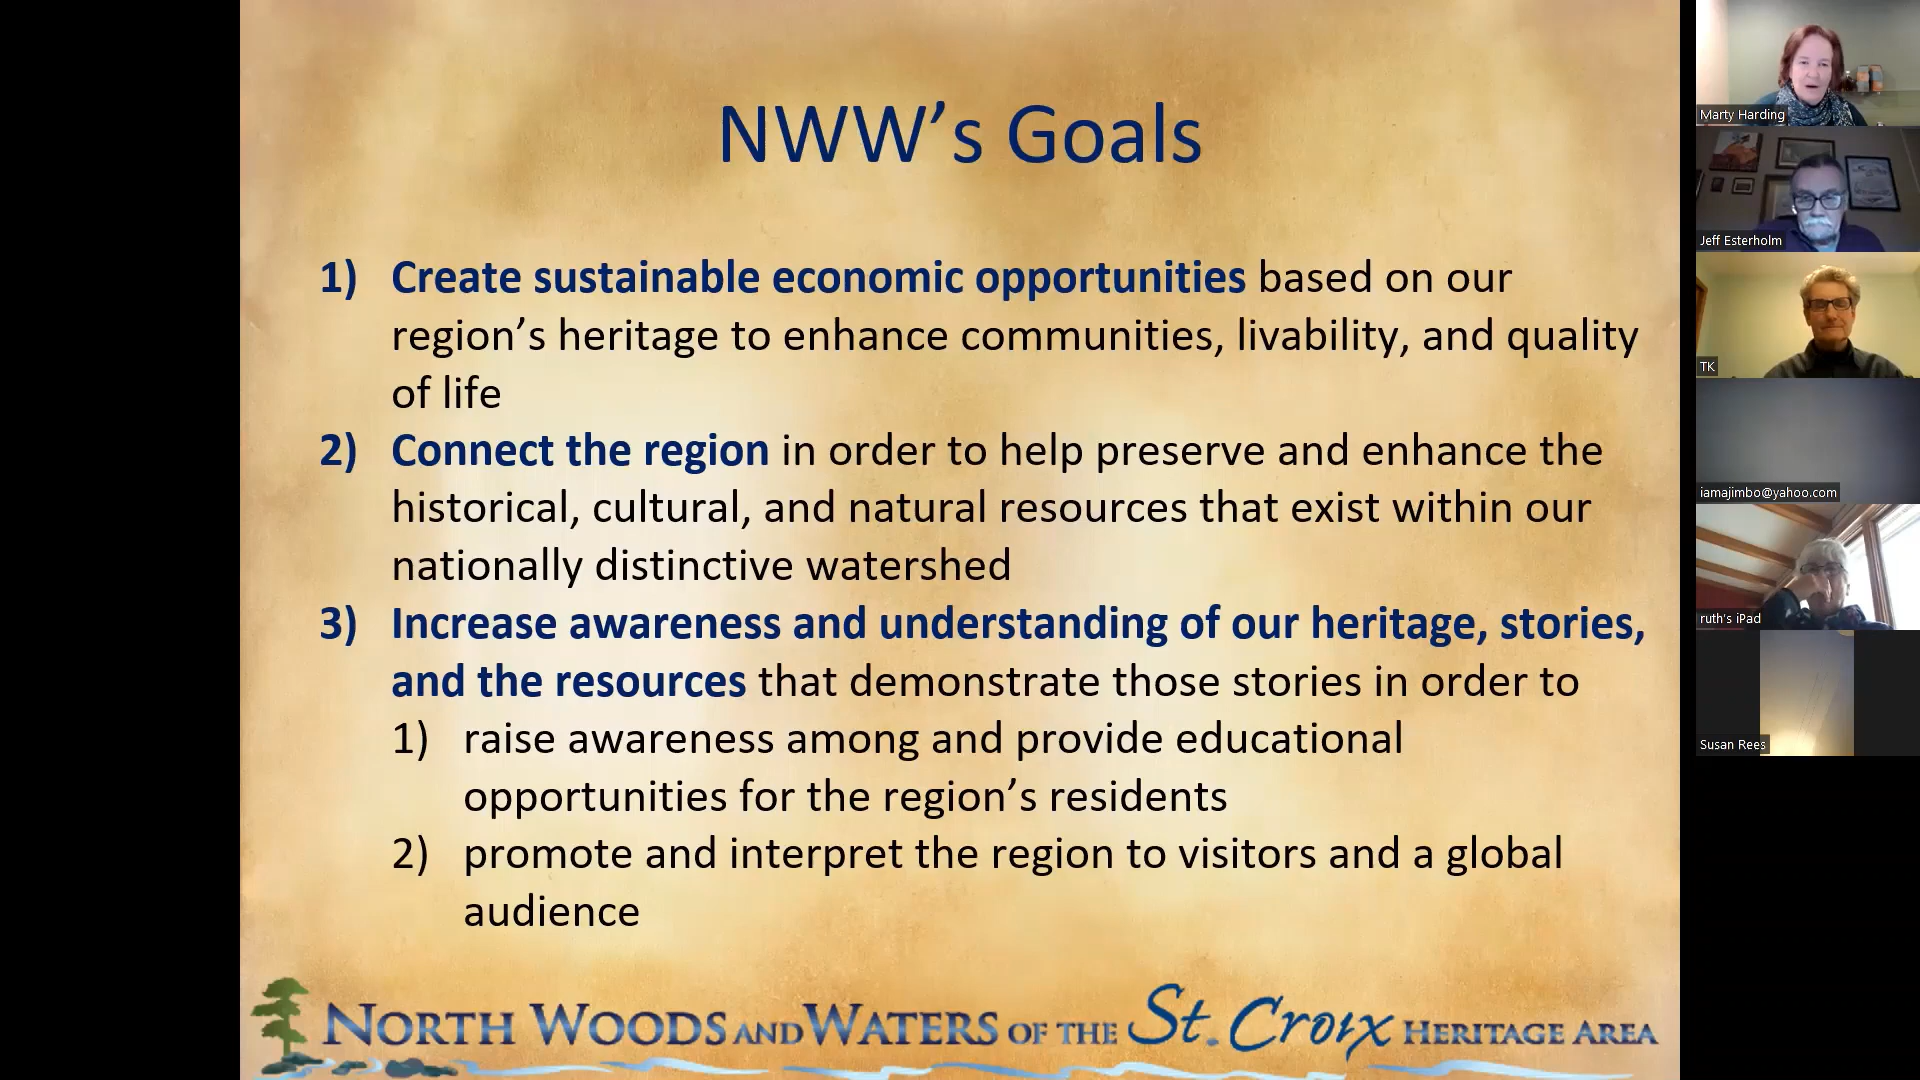 NWW’s Goals
1) Create sustainable economic opportunities based on our
region’s heritage to enhance communities, livability, and quality
of life
2) Connect the region in order to help preserve and enhance the
historical, cultural, and natural resources that exist within our
nationally distinctive watershed
3) Increase awareness and understanding of our heritage, stories,
and the resources that demonstrate those stories in order to
1) raise awareness among and provide educational
opportunities for the region’s residents
2) promote and interpret the region to visitors and a global
audience
NORTH WOODS AND WATERS OF THE St. Croix HERITAGE AREA
Marty Harding
Jeff Esterholm
TK
iamajimbo@yahoo.com
ruth's iPad
Susan Rees